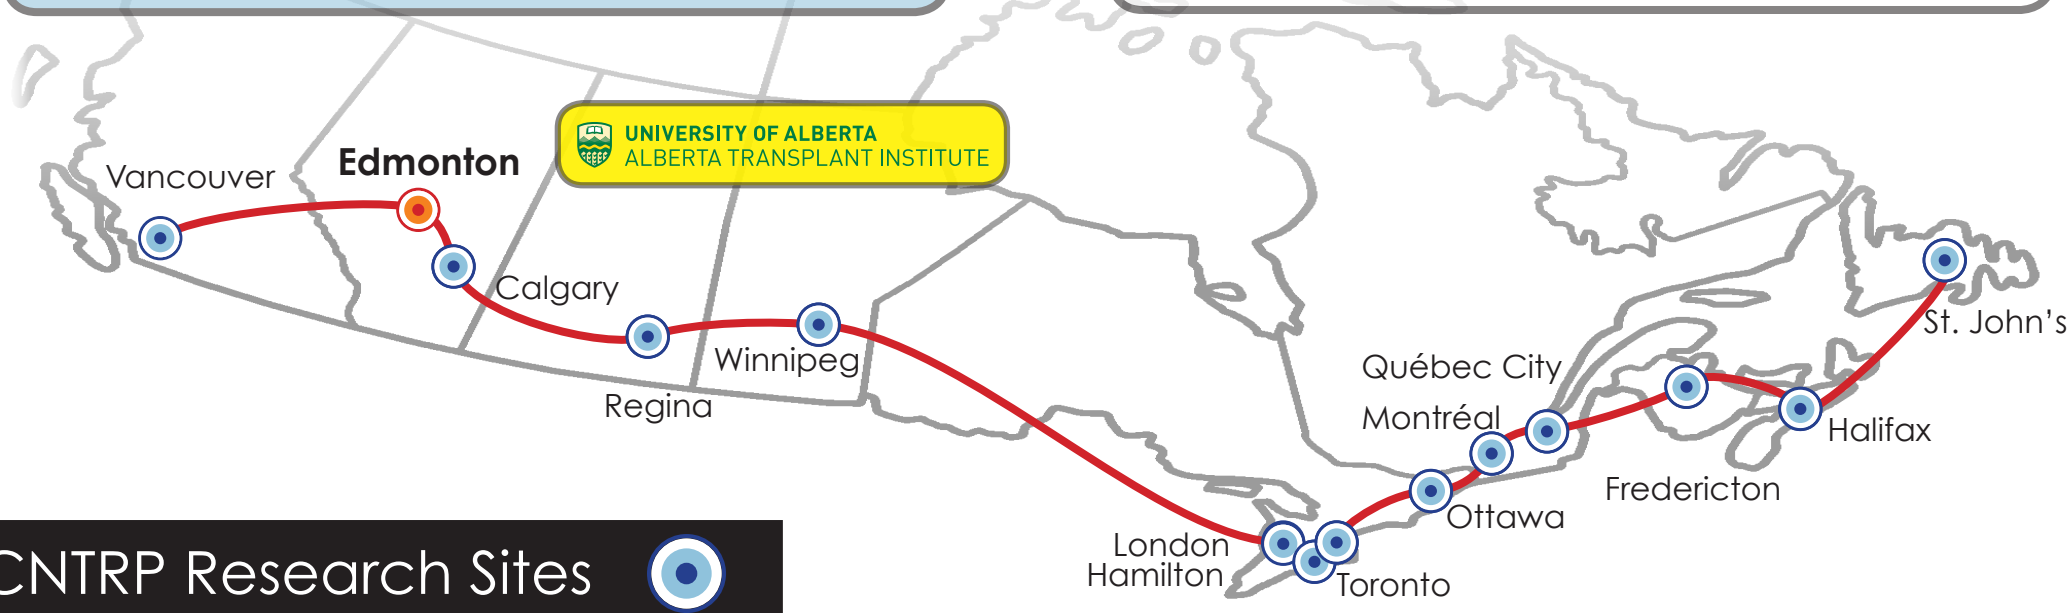 UNIVERSITY OF ALBERTA
ALBERTA TRANSPLANT INSTITUTE
Vancouver
Edmonton
Calgary
Regina
Winnipeg
Québec City
Montréal
St. John's
Halifax
Fredericton
Ottawa
London
Hamilton
Toronto
CNTRP Research Sites